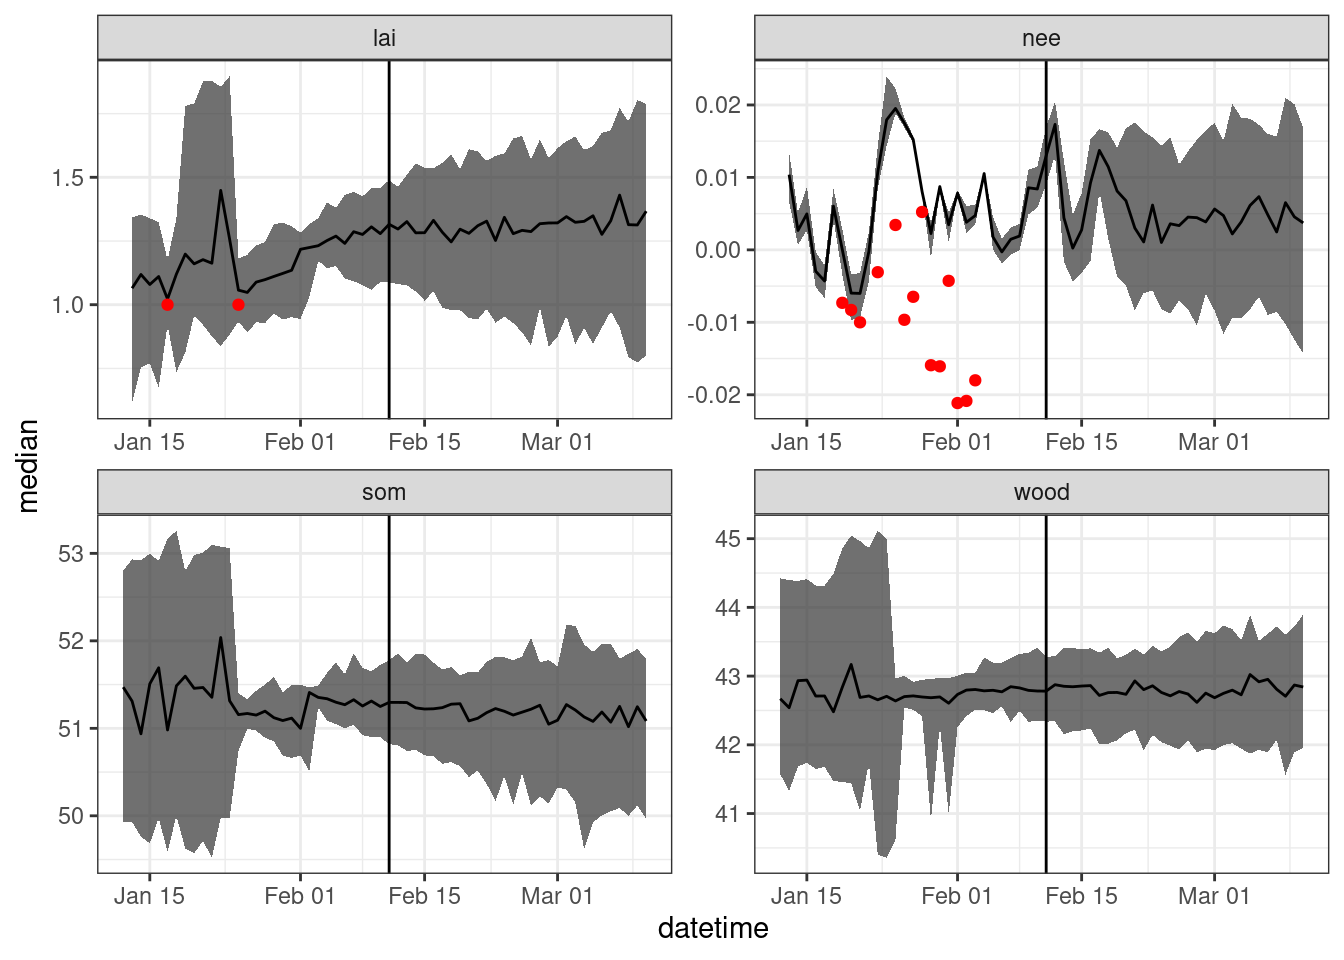 lai
nee
1.5
1.0
0.02
0.01
0.00
-0.01
-0.02
Jan 15 Feb 01 Feb 15 Mar 01
Jan 15 Feb 01 Feb 15 Mar 01
median
som
wood
53
52
51
50
45
44
43
42
41
Jan 15 Feb 01 Feb 15 Mar 01
Jan 15 Feb 01 Feb 15 Mar 01
datetime